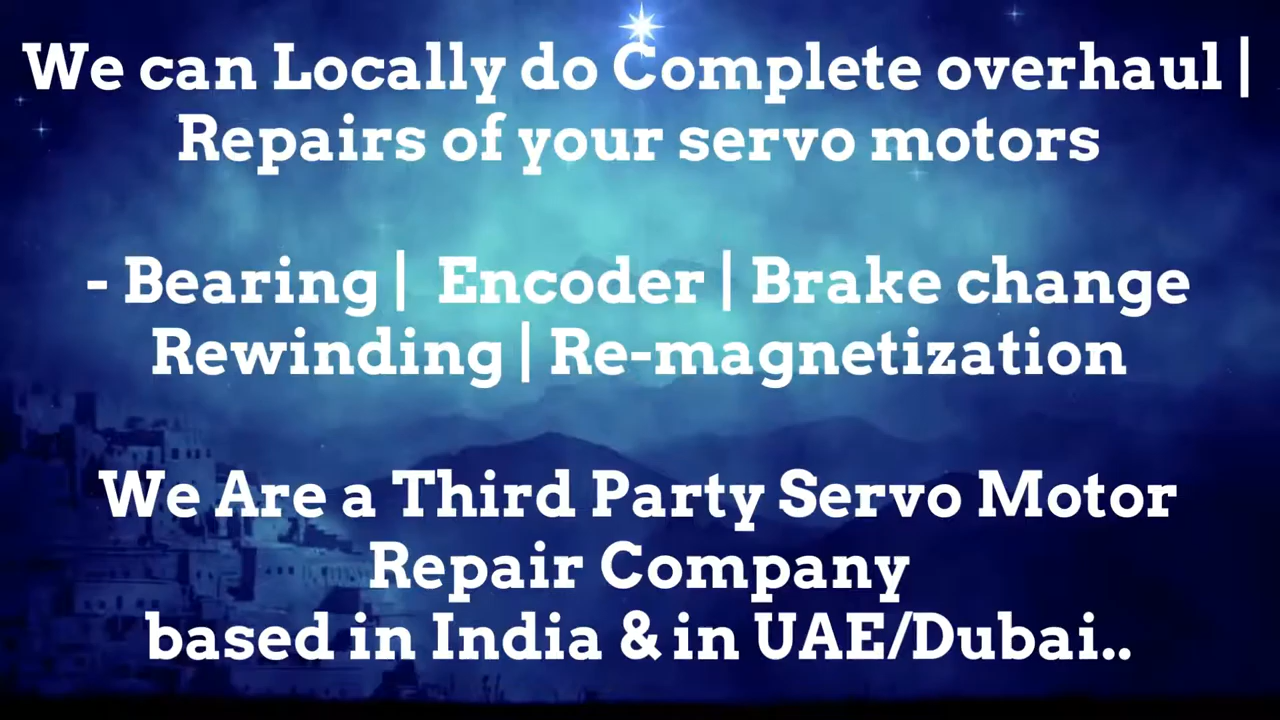 We can Locally do Complete overhaul |
Repairs of your servo motors
- Bearing | Encoder | Brake change
Rewinding | Re-magnetization
We Are a Third Party Servo Motor
Repair Company
based in India & in UAE/Dubai..